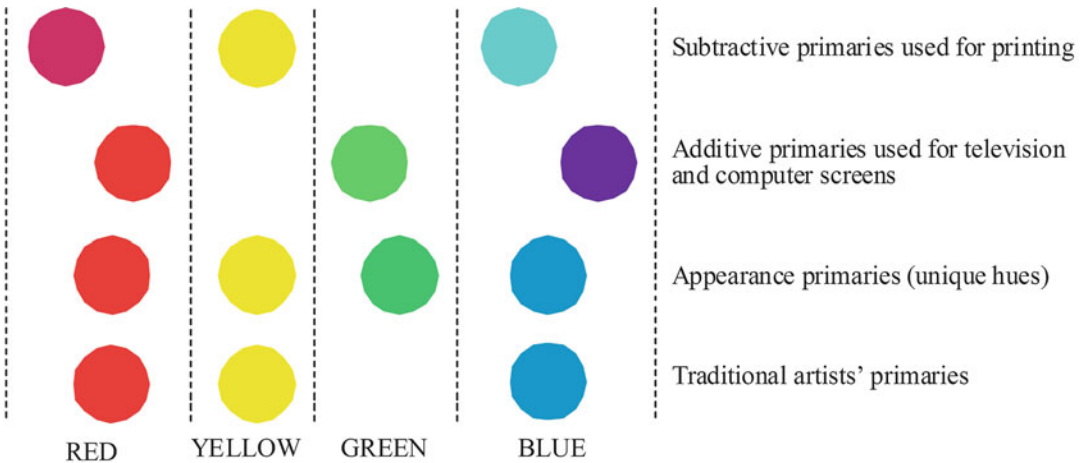 Subtractive primaries used for printing
Additive primaries used for television
and computer screens
Appearance primaries (unique hues)
Traditional artists’ primaries
RED YELLOW GREEN BLUE